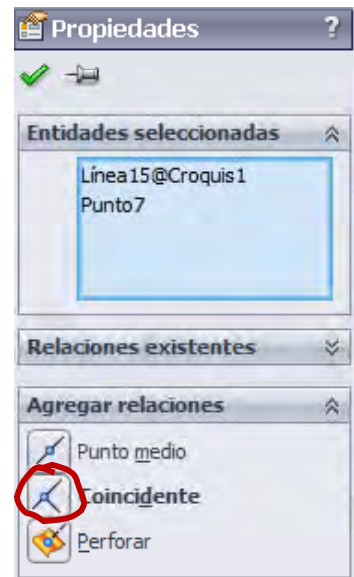 Propiedades ?
Entidades seleccionadas
Línea15@Croquis1
Punto7
Relaciones existentes
Agregar relaciones
Punto medio
Coincidente
Perforar